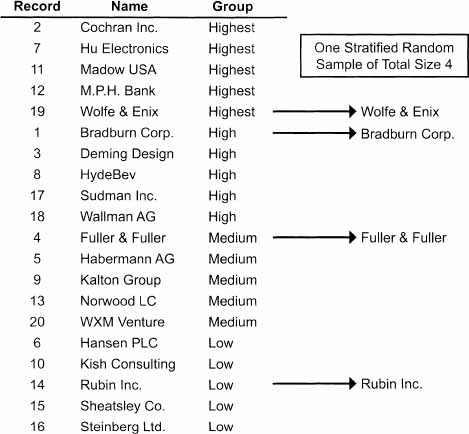 Record Name Group
2 Cochran Inc. Highest
7 Hu Electronics Highest
One Stratified Random
Sample of Total Size 4
11 Madow USA Highest
12 M.P.H. Bank Highest
19 Wolfe & Enix Highest Wolfe & Enix
1 Bradburn Corp. High Bradburn Corp.
3 Deming Design High
8 HydeBev High
17 Sudman Inc. High
18 Wallman AG High
4 Fuller & Fuller Medium Fuller & Fuller
5 Habermann AG Medium
9 Kalton Group Medium
13 Norwood LC Medium
20 WXM Venture Medium
6 Hansen PLC Low
10 Kish Consulting Low
14 Rubin Inc. Low Rubin Inc.
15 Sheatsley Co. Low
16 Steinberg Ltd. Low